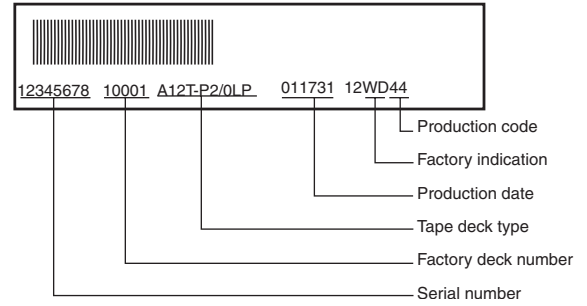 12345678 10001 A12T-P2/0LP 011731 12WD44
Production code
Factory indication
Production date
Tape deck type
Factory deck number
Serial number